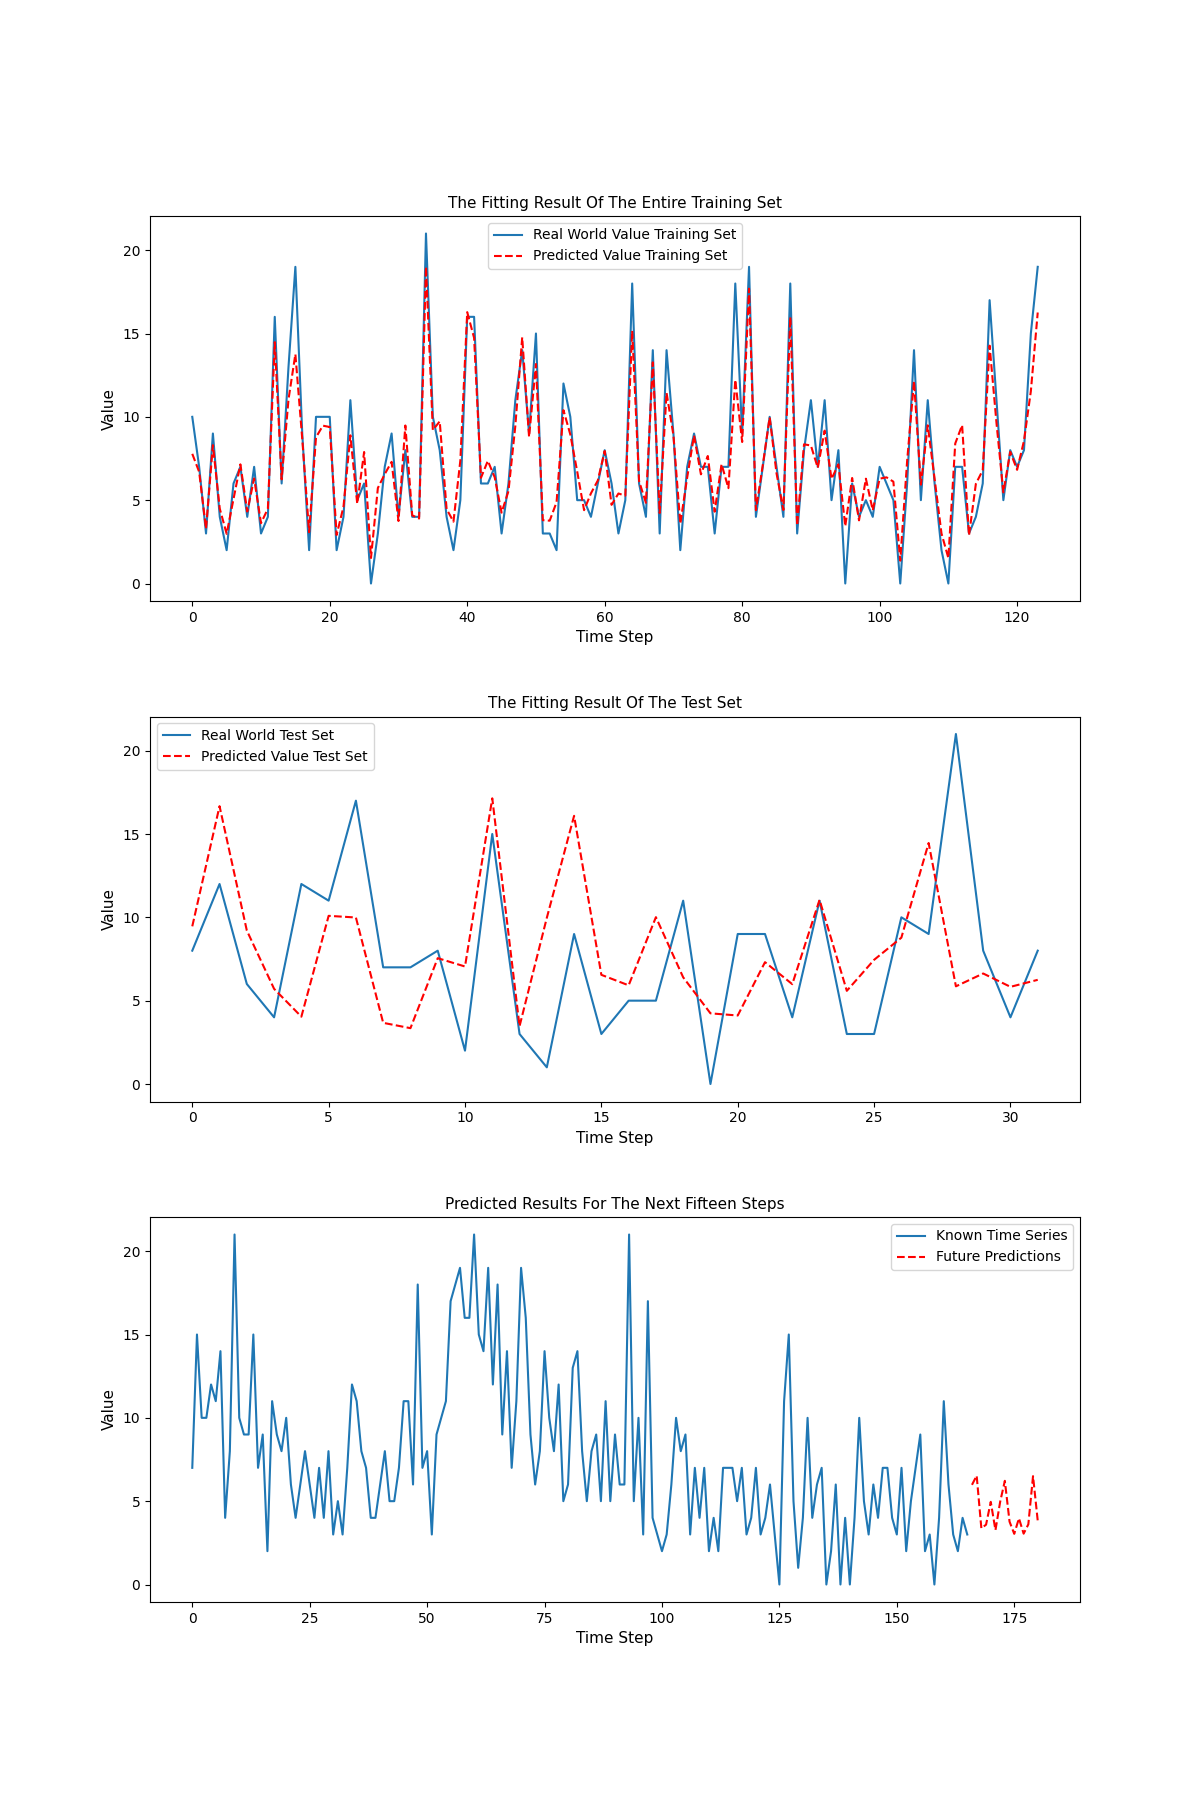 The Fitting Result Of The Entire Training Set
Real World Value Training Set
Predicted Value Training Set
20
15
10
5
0
Value
0 20 40 60 80 100 120
Time Step
The Fitting Result Of The Test Set
Real World Test Set
Predicted Value Test Set
20
15
10
5
0
Value
0 5 10 15 20 25 30
Time Step
Predicted Results For The Next Fifteen Steps
Known Time Series
Future Predictions
20
15
10
5
0
Value
0 25 50 75 100 125 150 175
Time Step